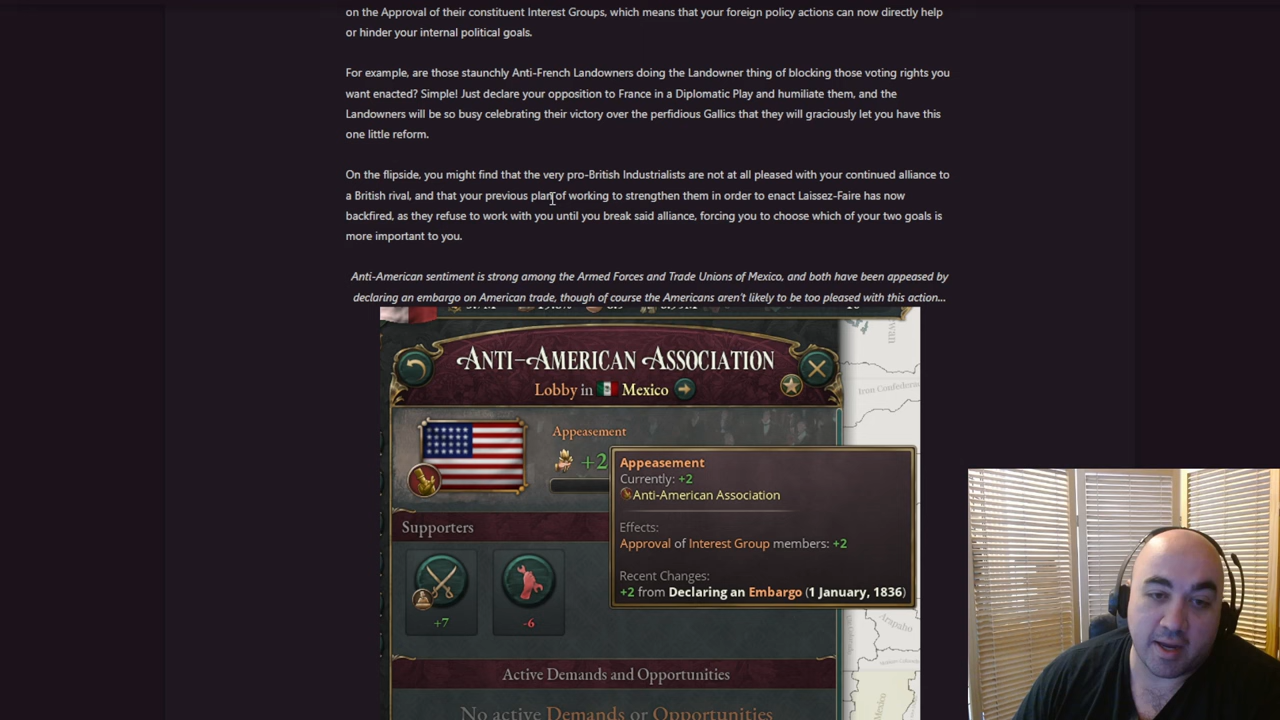 on the Approval of their constituent Interest Groups, which means that your foreign policy actions can now directly help
or hinder your internal political goals.
For example, are those staunchly Anti-French Landowners doing the Landowner thing of blocking those voting rights you
want enacted? Simple! Just declare your opposition to France in a Diplomatic Play and humiliate them, and the
Landowners will be so busy celebrating their victory over the perfidious Gallics that they will graciously let you have this
one little reform.
On the flipside, you might find that the very pro-British Industrialists are not at all pleased with your continued alliance to
a British rival, and that your previous plan of working to strengthen them in order to enact Laissez-Faire has now
backfired, as they refuse to work with you until you break said alliance, forcing you to choose which of your two goals is
more important to you.
Anti-American sentiment is strong among the Armed Forces and Trade Unions of Mexico, and both have been appeased by
declaring an embargo on American trade, though of course the Americans aren't likely to be too pleased with this action...
ANTI-AMERICAN ASSOCIATION
Lobby in Mexico
Iron Confedera
Appeasement
+2
Appeasement
Currently: +2
Anti-American Association
Effects:
Approval of Interest Group members: +2
Recent Changes:
+2 from Declaring an Embargo (1 January, 1836)
Supporters
+7
-6
Arapaho
Active Demands and Opportunities
Mexico
No active Demands or Opportunities